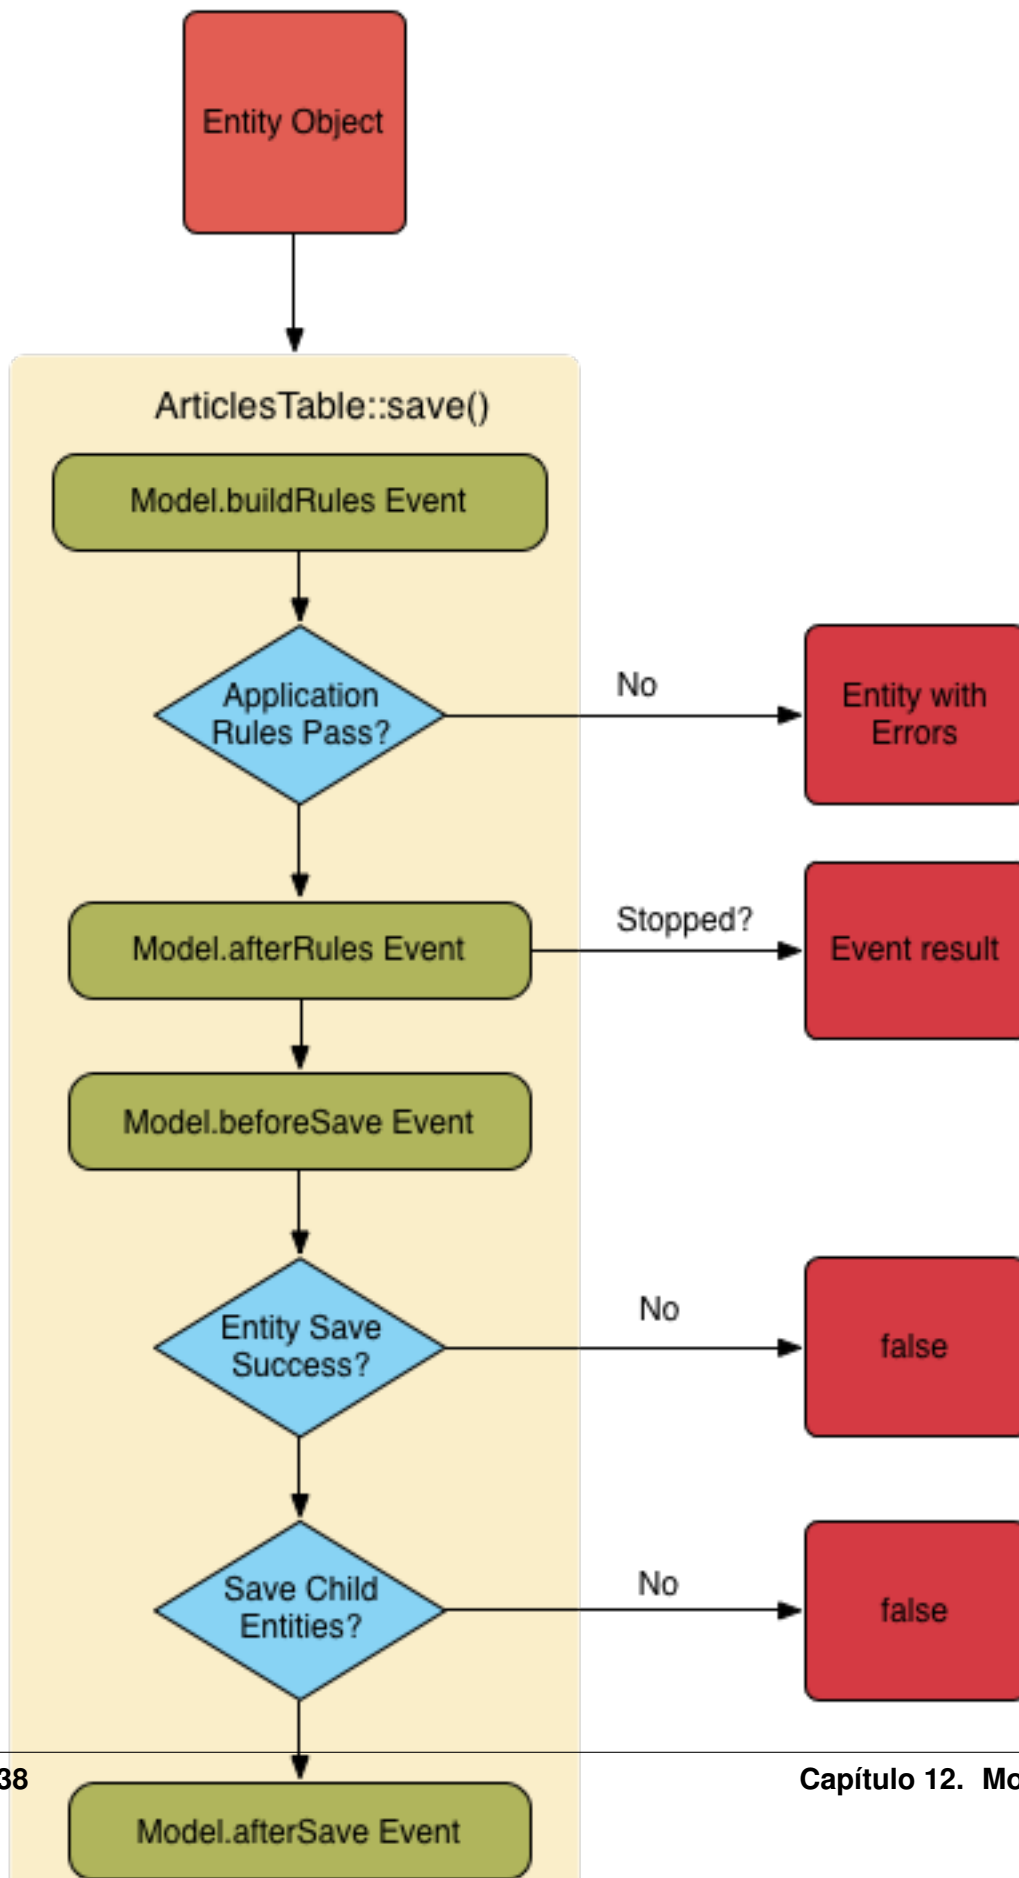 Entity Object
ArticlesTable::save()
Model.buildRules Event
Application
Rules Pass?
No
Entity with
Errors
Model.afterRules Event
Stopped?
Event result
Model.beforeSave Event
Entity Save
Success?
No
false
Save Child
Entities?
No
false
38
Capítulo 12. Mo
Model.afterSave Event